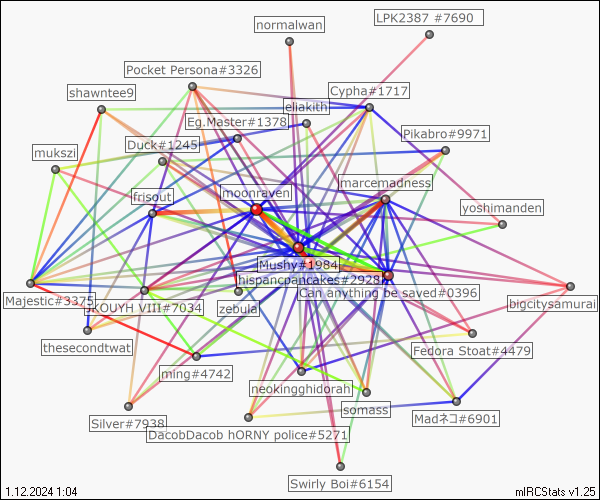 LPK2387 #7690
normalwan
Pocket Persona#3326
shawntee9
Cypha#1717
eliakith
Eg.Master#1378
Pikabro#9971
Duck#1245
mukszi
marcemadness
moonraven
frisout
yoshimanden
Mushy#1984
hispancpancakes#2928
Can anything be saved#0396
Majestic#3375
JKOUYH VIII#7034
zebula
bigcitysamurai
thesecondtwat
Fedora Stoat#4479
ming#4742
neokingghidorah
somass
Madネコ#6901
Silver#7938
DacobDacob hORNY police#5271
Swirly Boi#6154
1.12.2024 1:04
mIRCStats v1.25